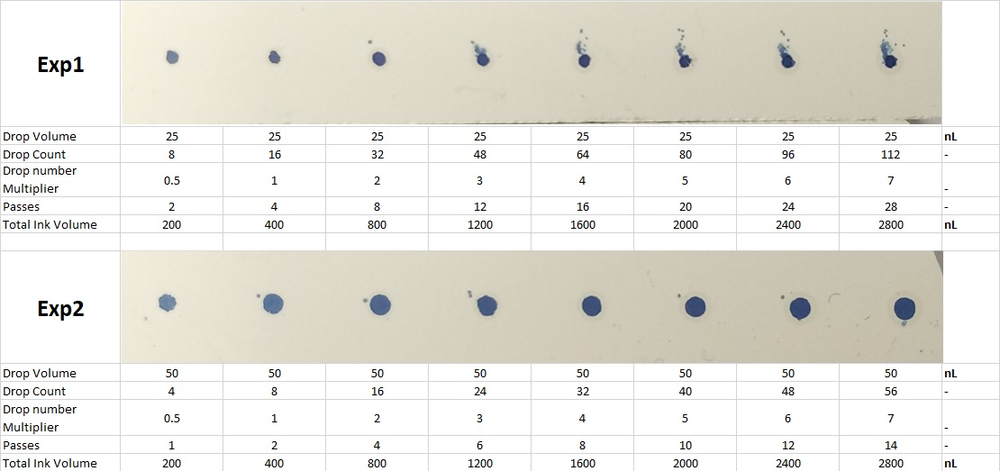 Exp1
Drop Volume 25 25 25 25 25 25 25 25 nL
Drop Count 8 16 32 48 64 80 96 112 -
Drop number
Multiplier 0.5 1 2 3 4 5 6 7 -
Passes 2 4 8 12 16 20 24 28 -
Total Ink Volume 200 400 800 1200 1600 2000 2400 2800 nL
Exp2
Drop Volume 50 50 50 50 50 50 50 50 nL
Drop Count 4 8 16 24 32 40 48 56 -
Drop number
Multiplier 0.5 1 2 3 4 5 6 7 -
Passes 1 2 4 6 8 10 12 14 -
Total Ink Volume 200 400 800 1200 1600 2000 2400 2800 nL